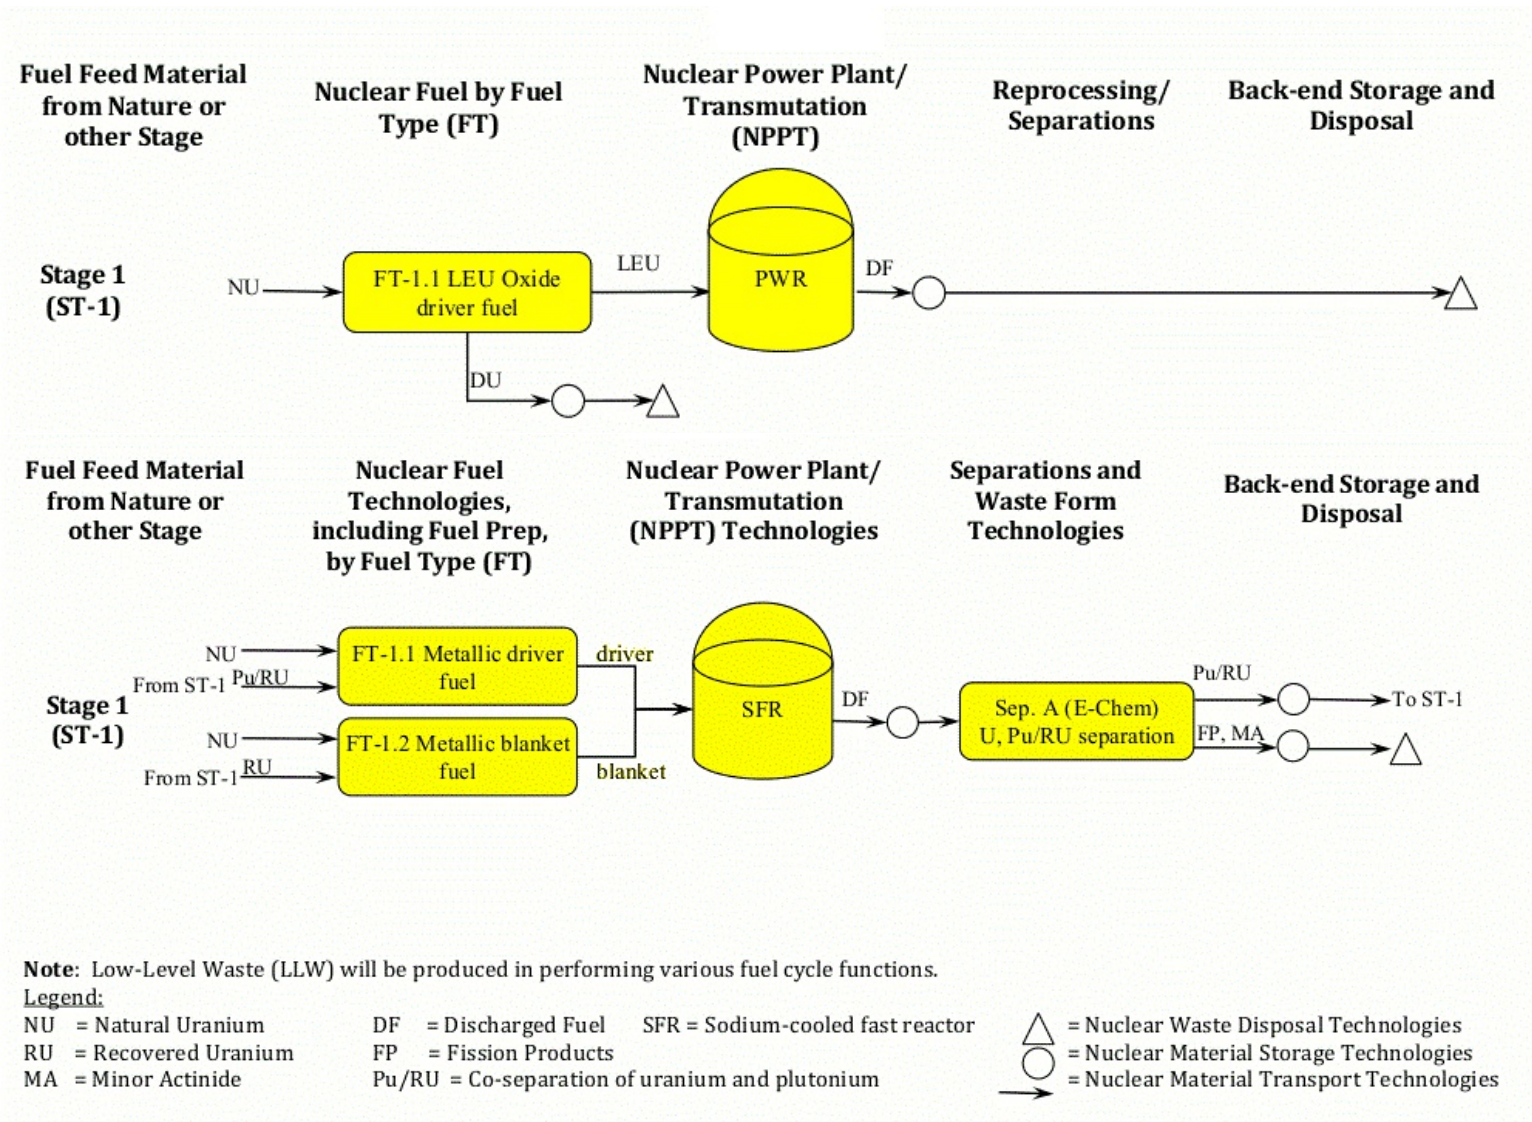 Fuel Feed Material
from Nature or
other Stage
Nuclear Fuel by Fuel
Type (FT)
Nuclear Power Plant/
Transmutation
(NPPT)
Reprocessing/
Separations
Back-end Storage and
Disposal
Stage 1
(ST-1)
NU
FT-1.1 LEU Oxide
driver fuel
LEU
PWR
DF
DU
Fuel Feed Material
from Nature or
other Stage
Nuclear Fuel
Technologies,
including Fuel Prep,
by Fuel Type (FT)
Nuclear Power Plant/
Transmutation
(NPPT) Technologies
Separations and
Waste Form
Technologies
Back-end Storage and
Disposal
Stage 1
(ST-1)
NU
From ST-1 Pu/RU
FT-1.1 Metallic driver
fuel
driver
NU
From ST-1 RU
FT-1.2 Metallic blanket
fuel
blanket
SFR
DF
Sep. A (E-Chem)
U, Pu/RU separation
Pu/RU
To ST-1
FP, MA
Note: Low-Level Waste (LLW) will be produced in performing various fuel cycle functions.
Legend:
NU = Natural Uranium
RU = Recovered Uranium
MA = Minor Actinide
DF = Discharged Fuel
FP = Fission Products
Pu/RU = Co-separation of uranium and plutonium
SFR = Sodium-cooled fast reactor
= Nuclear Waste Disposal Technologies
= Nuclear Material Storage Technologies
= Nuclear Material Transport Technologies